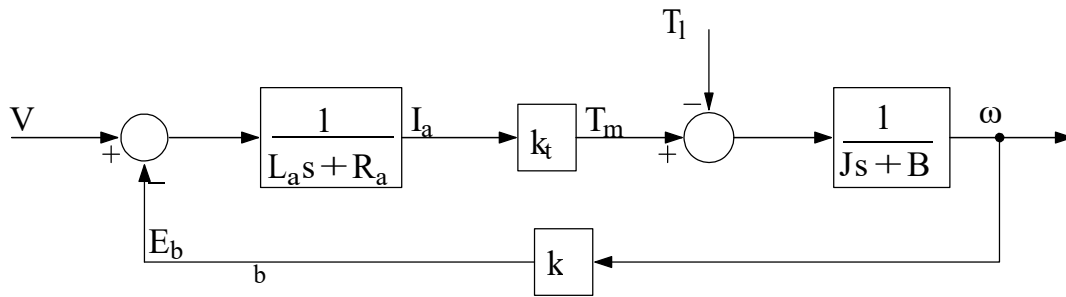 T_l
V + − 1 I_a k_t T_m + − 1 ω
L_a s + R_a Js + B
E_b k
b